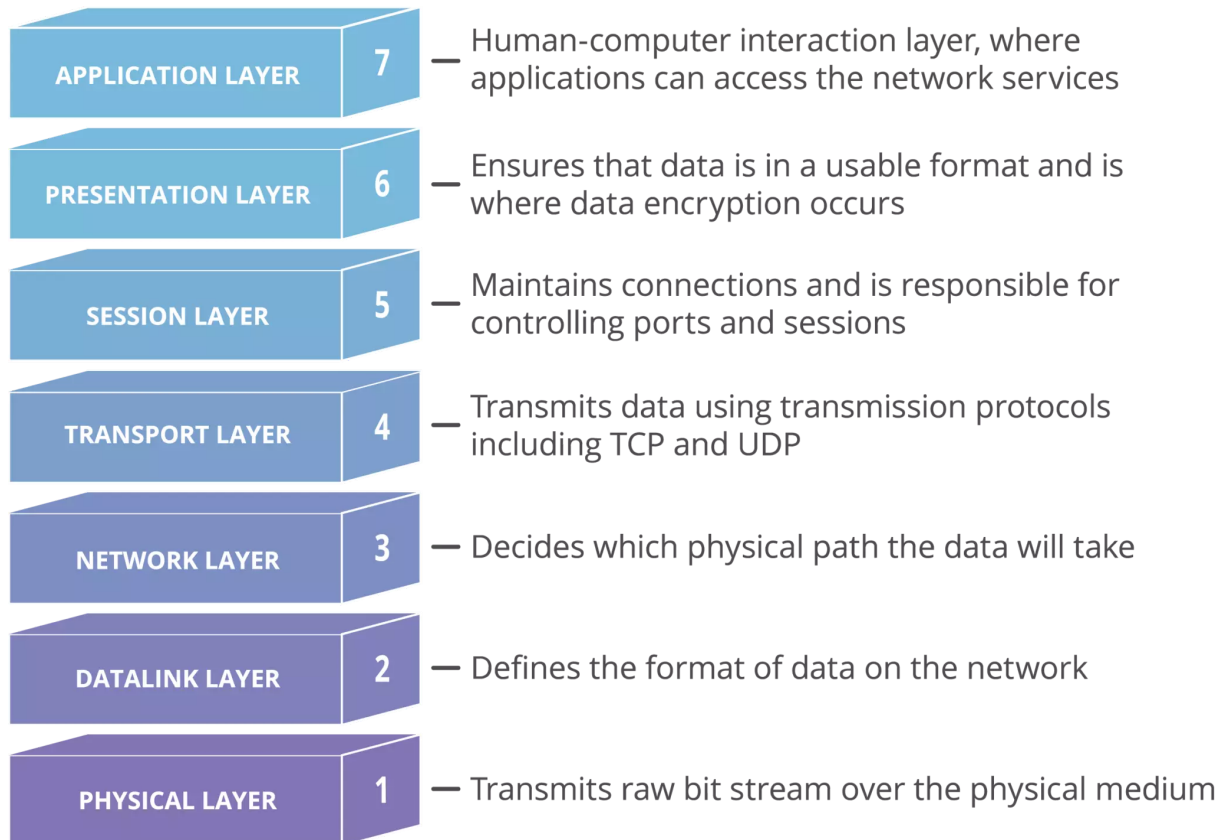 APPLICATION LAYER
7
Human-computer interaction layer, where
applications can access the network services
PRESENTATION LAYER
6
Ensures that data is in a usable format and is
where data encryption occurs
SESSION LAYER
5
Maintains connections and is responsible for
controlling ports and sessions
TRANSPORT LAYER
4
Transmits data using transmission protocols
including TCP and UDP
NETWORK LAYER
3
Decides which physical path the data will take
DATALINK LAYER
2
Defines the format of data on the network
PHYSICAL LAYER
1
Transmits raw bit stream over the physical medium